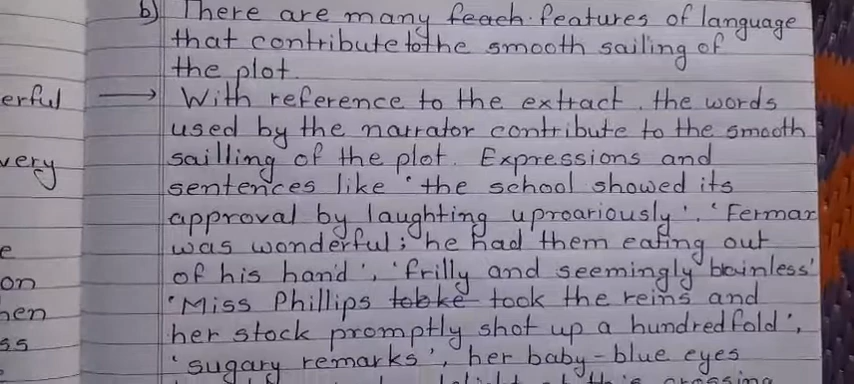 b) There are many feach features of language
that contribute to the smooth sailing of
the plot.
erful → With reference to the extract, the words
used by the narrator contribute to the smooth
very sailling of the plot. Expressions and
sentences like 'the school showed its
approval by laughting uproariously', 'Fermar
e was wonderful; he had them eating out
on of his hand', 'frilly and seemingly bainless'
hen 'Miss Phillips tooke took the reins and
ss her stock promptly shot up a hundred fold',
'sugary remarks', her baby-blue eyes